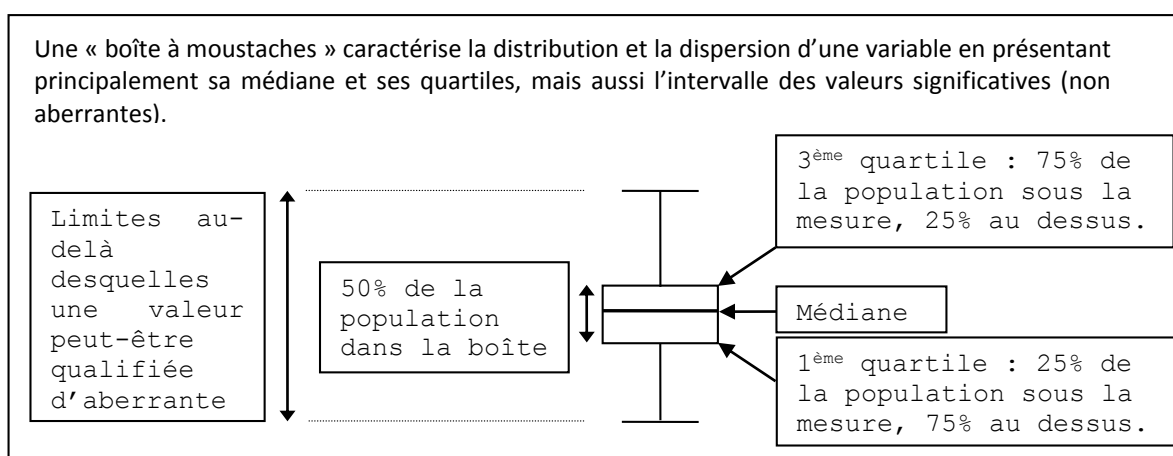 Une « boîte à moustaches » caractérise la distribution et la dispersion d’une variable en présentant
principalement sa médiane et ses quartiles, mais aussi l’intervalle des valeurs significatives (non
aberrantes).
Limites au-
delà
desquelles
une valeur
peut-être
qualifiée
d’aberrante
50% de la
population
dans la boîte
3ème quartile : 75% de
la population sous la
mesure, 25% au dessus.
Médiane
1ème quartile : 25% de
la population sous la
mesure, 75% au dessus.